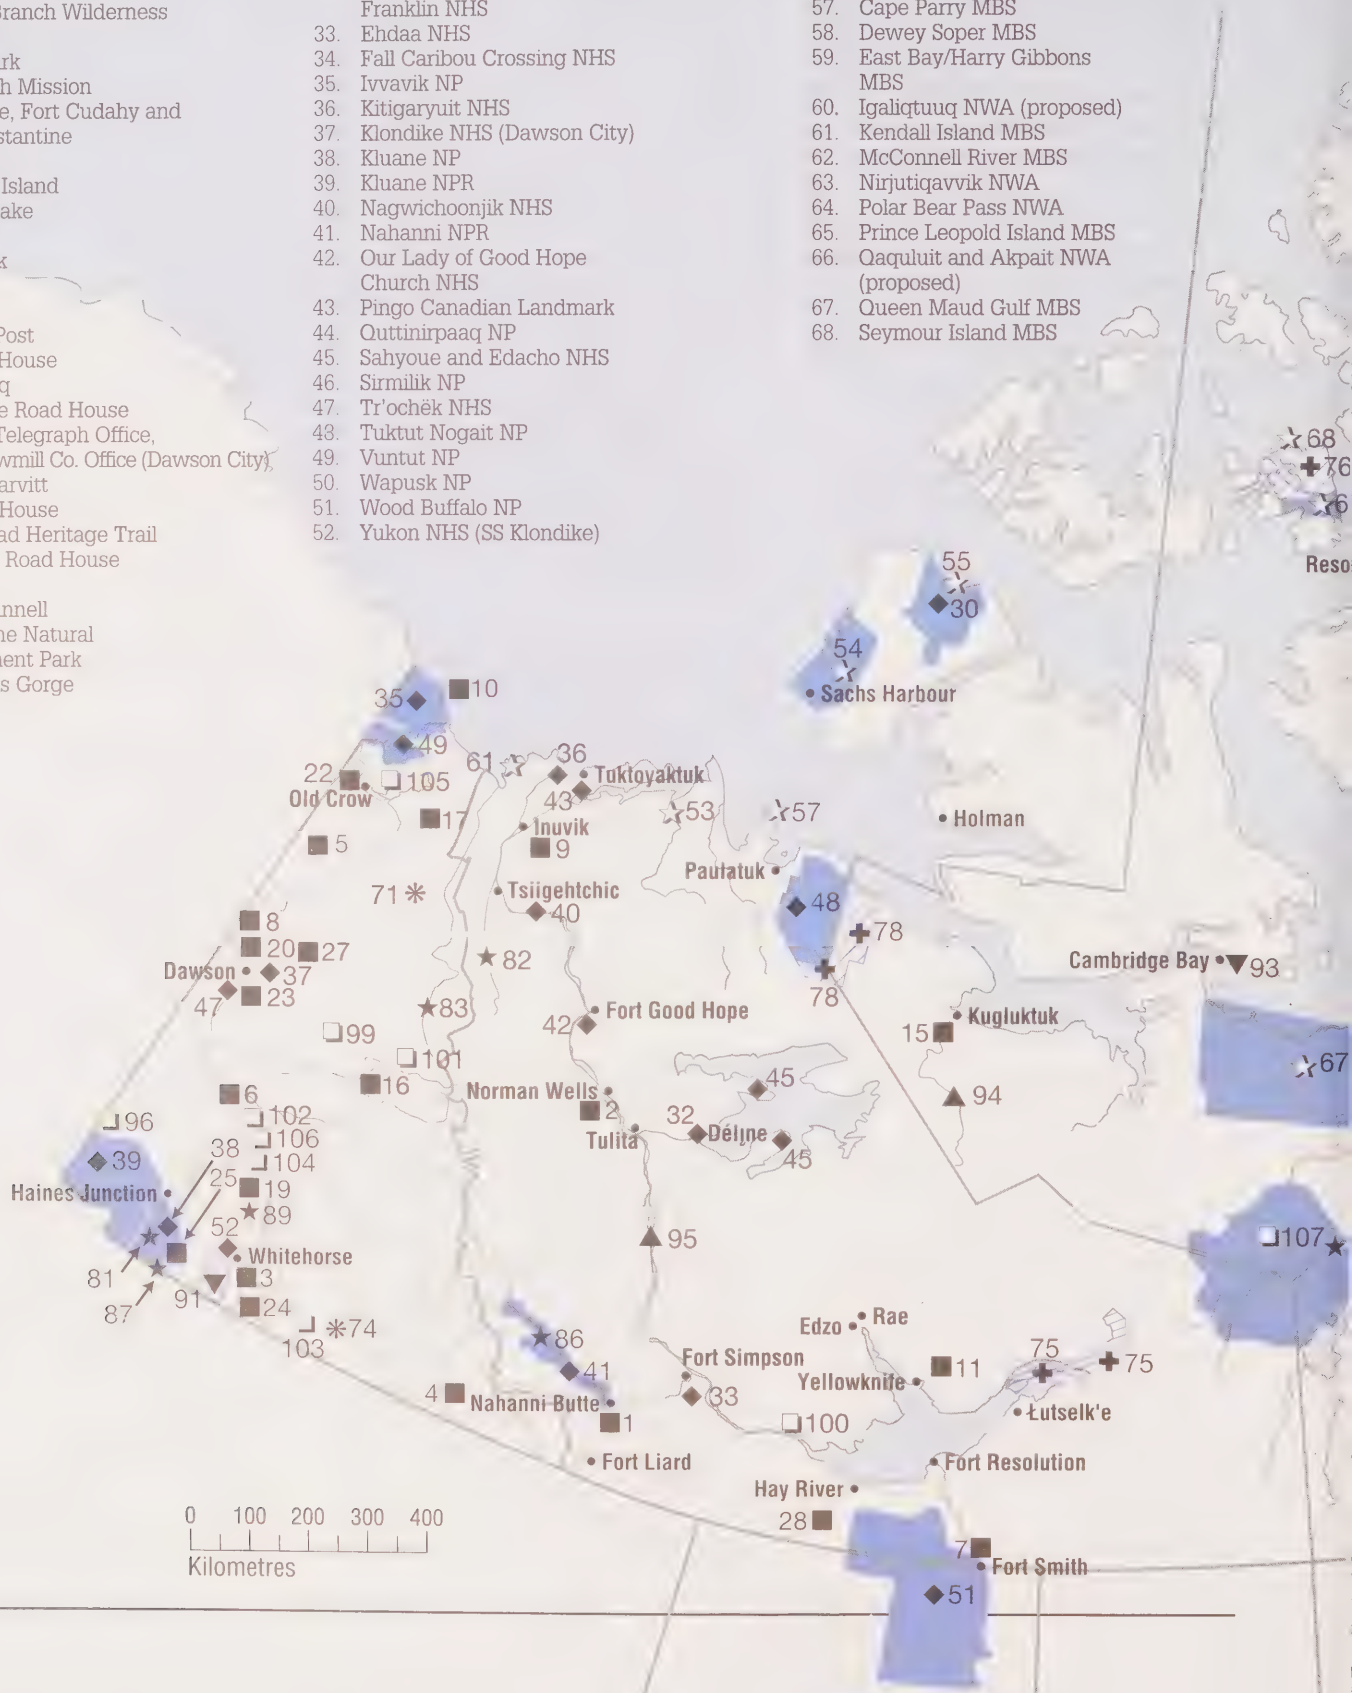 Branch Wilderness
Mission
Fort Cudahy and
Island
Post
House
Road House
Telegraph Office,
Co. Office (Dawson City)
House
Heritage Trail
Road House
Natural
Park
Gorge
Franklin NHS
33. Ehdaa NHS
34. Fall Caribou Crossing NHS
35. Ivvavik NP
36. Kitigaryuit NHS
37. Klondike NHS (Dawson City)
38. Kluane NP
39. Kluane NPR
40. Nagwichoonjik NHS
41. Nahanni NPR
42. Our Lady of Good Hope
Church NHS
43. Pingo Canadian Landmark
44. Quttinirpaaq NP
45. Sahyoue and Edacho NHS
46. Sirmilik NP
47. Tr'ochëk NHS
43. Tuktut Nogait NP
49. Vuntut NP
50. Wapusk NP
51. Wood Buffalo NP
52. Yukon NHS (SS Klondike)
57. Cape Parry MBS
58. Dewey Soper MBS
59. East Bay/Harry Gibbons
MBS
60. Igaliqtuuq NWA (proposed)
61. Kendall Island MBS
62. McConnell River MBS
63. Nirjutiqavvik NWA
64. Polar Bear Pass NWA
65. Prince Leopold Island MBS
66. Qaquluit and Akpait NWA
(proposed)
67. Queen Maud Gulf MBS
68. Seymour Island MBS
68
76
55
30
54
Sachs Harbour
35
10
49
61
36
Tuktoyaktuk
22
105
Old Crow
43
53
57
17
Inuvik
Holman
5
9
Paulatuk
71
Tsiigehtchic
40
48
8
78
20
27
82
Cambridge Bay
93
Dawson
37
78
47
23
83
Fort Good Hope
42
Kugluktuk
99
15
101
67
16
45
6
Norman Wells
94
102
2
32
Déline
96
106
Tulita
45
38
104
39
25
19
Haines Junction
89
52
95
107
Whitehorse
81
3
91
87
24
103
74
Rae
Edzo
86
Fort Simpson
75
75
41
11
Yellowknife
4
Nahanni Butte
33
Łutselk'e
1
100
Fort Liard
Fort Resolution
Hay River
28
0 100 200 300 400
Kilometres
7
Fort Smith
51